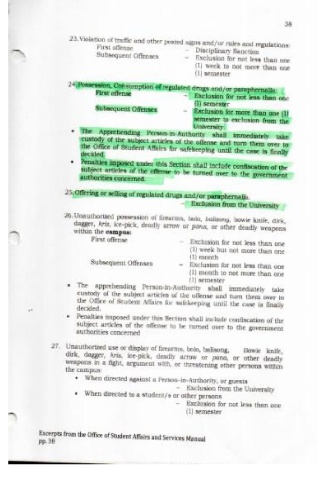 38
23. Violation of traffic and other posted signs and/or rules and regulations:
First offense - Disciplinary Sanction
Subsequent Offenses - Exclusion for not less than one
(1) week to not more than one
(1) semester
24. Possession, Consumption of regulated drugs and/or paraphernalia:
First offense - Exclusion for not less than one
(1) semester
Subsequent Offenses - Exclusion for more than one (1)
semester to exclusion from the
University.
• The Apprehending Person-in-Authority shall immediately take
custody of the subject articles of the offense and turn them over to
the Office of Student Affairs for safekeeping until the case is finally
decided.
• Penalties imposed under this Section shall include confiscation of the
subject articles of the offense to be turned over to the government
authorities concerned.
25. Offering or selling of regulated drugs and/or paraphernalia.
- Exclusion from the University
26. Unauthorized possession of firearms, bolo, balisong, bowie knife, dirk,
dagger, kris, ice-pick, deadly arrow or pana, or other deadly weapons
within the campus:
First offense - Exclusion for not less than one
(1) week but not more than one
(1) month
Subsequent Offenses - Exclusion for not less than one
(1) month to not more than one
(1) semester
• The apprehending Person-in-Authority shall immediately take
custody of the subject articles of the offense and turn them over in
the Office of Student Affairs for safekeeping until the case is finally
decided.
• Penalties imposed under this Section shall include confiscation of the
subject articles of the offense to be turned over to the government
authorities concerned
27. Unauthorized use or display of firearms, bolo, balisong, Bowie knife,
dirk, dagger, kris, ice-pick, deadly arrow or pana, or other deadly
weapons in a fight, argument with, or threatening other persons within
the campus:
• When directed against a Person-in-Authority, or guests
- Exclusion from the University
• When directed to a student/s or other persons
- Exclusion for not less than one
(1) semester
Excerpts from the Office of Student Affairs and Services Manual
pp. 38